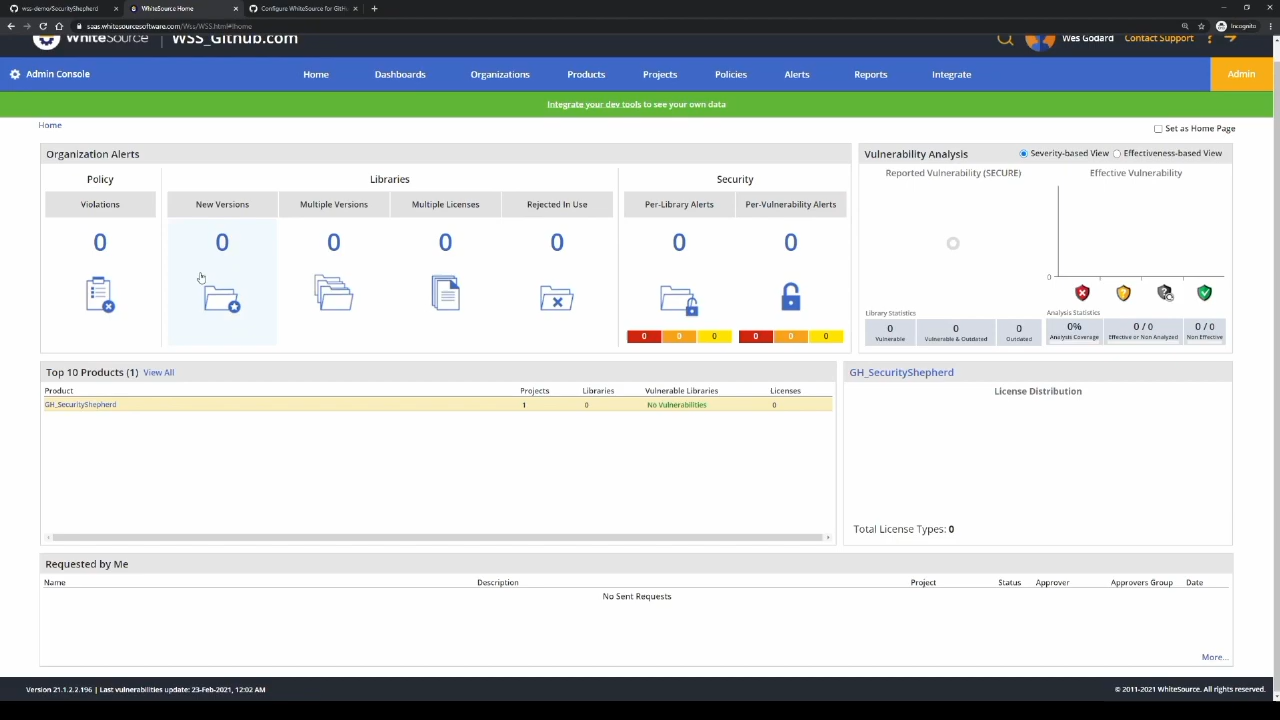 wss-demo/SecurityShepherd
WhiteSource Home
Configure WhiteSource for GitH
saas.whitesourcesoftware.com/Wss/WSS.html#!home
Incognito
WhiteSource
WSS_Github.com
Wes Godard
Contact Support
?
Admin Console
Home
Dashboards
Organizations
Products
Projects
Policies
Alerts
Reports
Integrate
Admin
Integrate your dev tools to see your own data
Home
Set as Home Page
Organization Alerts
Policy
Libraries
Security
Violations
New Versions
Multiple Versions
Multiple Licenses
Rejected In Use
Per-Library Alerts
Per-Vulnerability Alerts
0 0 0 0 0 0 0
0 0 0 0 0 0
Vulnerability Analysis
Severity-based View
Effectiveness-based View
Reported Vulnerability (SECURE)
Effective Vulnerability
0
Library Statistics
0 0 0
Vulnerable
Vulnerable & Outdated
Outdated
Analysis Statistics
0% 0 / 0 0 / 0
Analysis Coverage
Effective or Non Analyzed
Non Effective
Top 10 Products (1) View All
Product Projects Libraries Vulnerable Libraries Licenses
GH_SecurityShepherd 1 0 No Vulnerabilities 0
GH_SecurityShepherd
License Distribution
Total License Types: 0
Requested by Me
Name Description Project Status Approver Approvers Group Date
No Sent Requests
More...
Version 21.1.2.2.196 | Last vulnerabilities update: 23-Feb-2021, 12:02 AM
© 2011-2021 WhiteSource. All rights reserved.